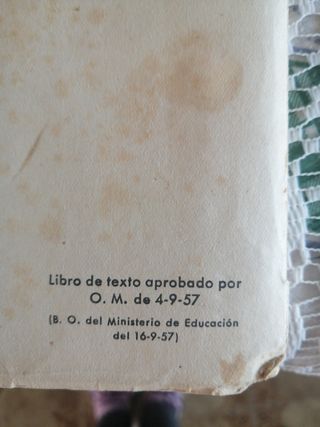 Libro de texto aprobado por
O. M. de 4-9-57
(B. O. del Ministerio de Educación
del 16-9-57)